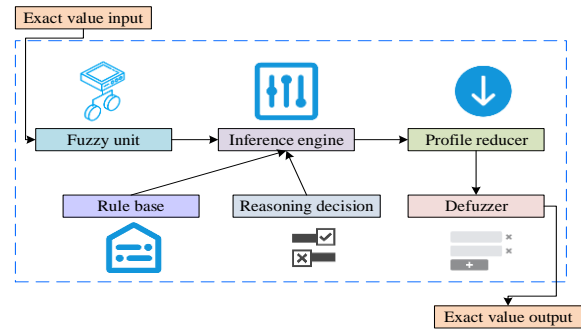 Exact value input
Fuzzy unit
Inference engine
Profile reducer
Rule base
Reasoning decision
Defuzzer
Exact value output